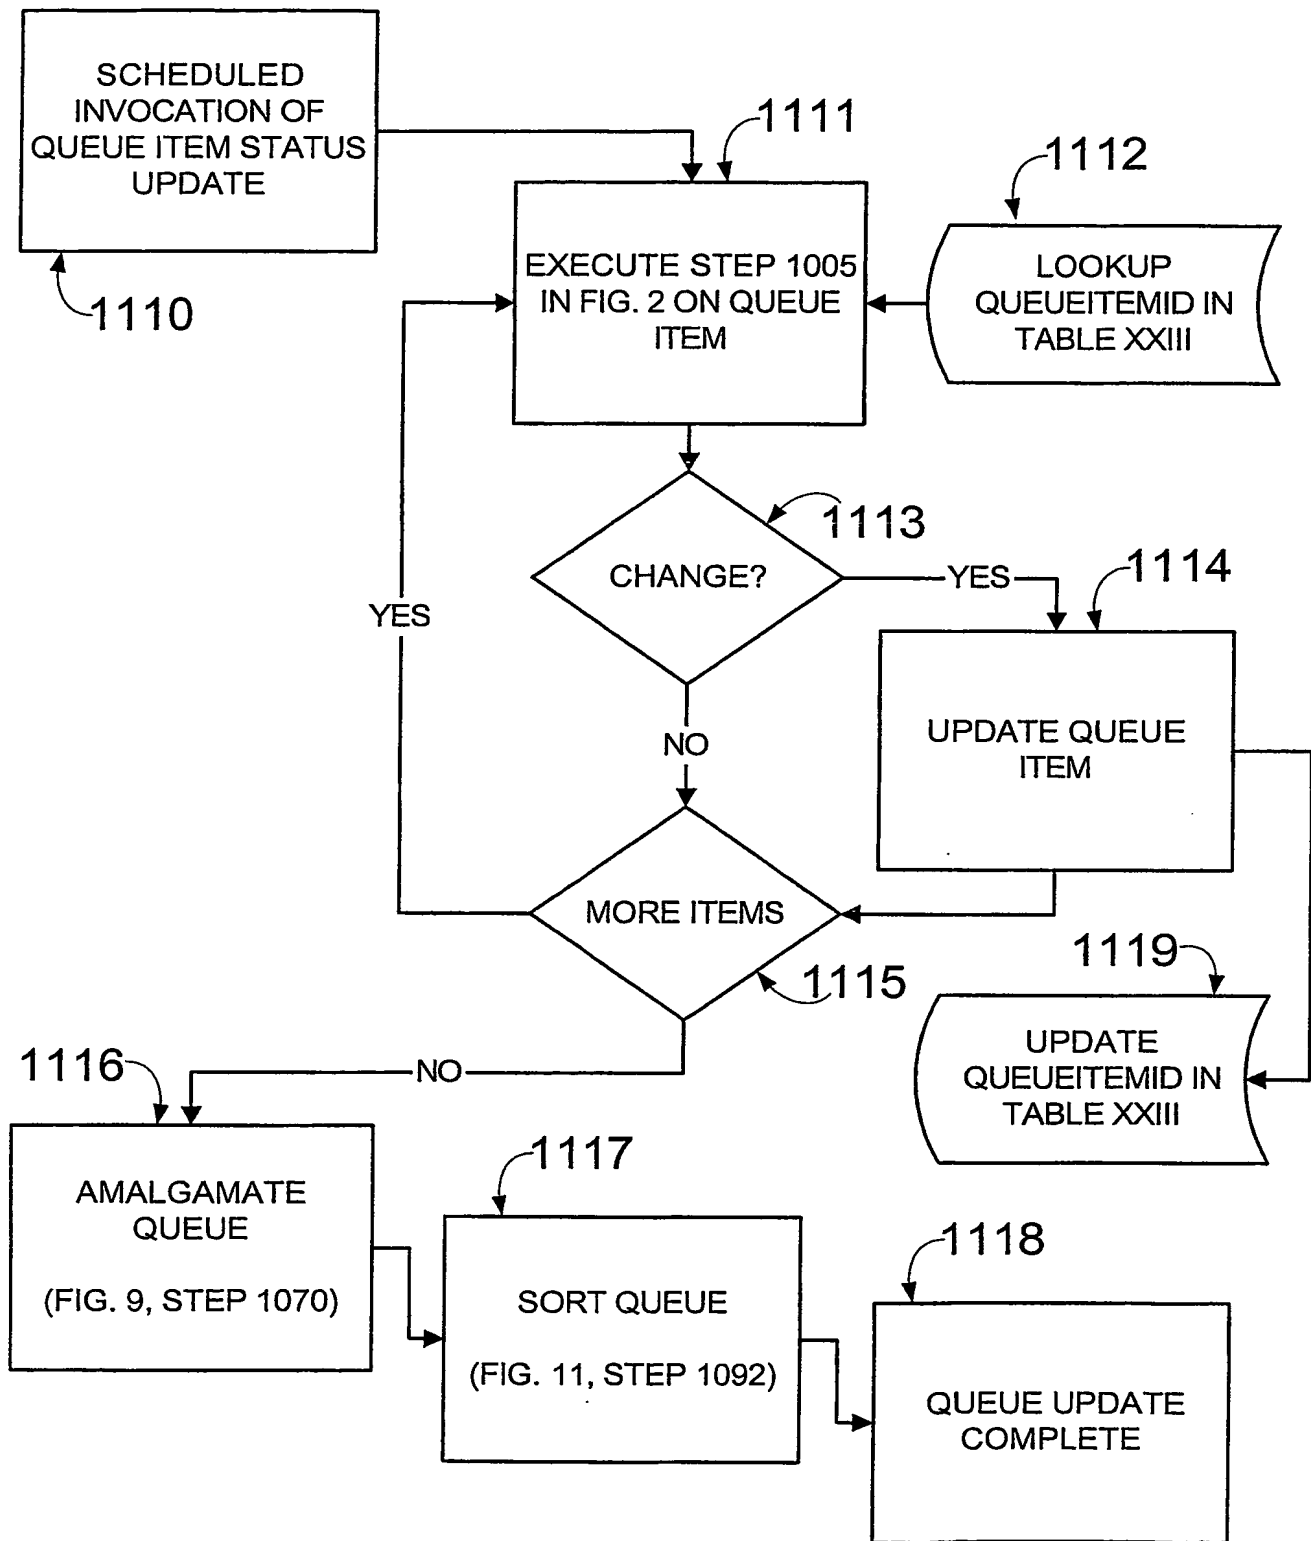 SCHEDULED
INVOCATION OF
QUEUE ITEM STATUS
UPDATE
1110
1111
EXECUTE STEP 1005
IN FIG. 2 ON QUEUE
ITEM
1112
LOOKUP
QUEUEITEMID IN
TABLE XXIII
1113
CHANGE?
YES
1114
UPDATE QUEUE
ITEM
YES
NO
MORE ITEMS
1115
1119
UPDATE
QUEUEITEMID IN
TABLE XXIII
NO
1116
AMALGAMATE
QUEUE
(FIG. 9, STEP 1070)
1117
SORT QUEUE
(FIG. 11, STEP 1092)
1118
QUEUE UPDATE
COMPLETE